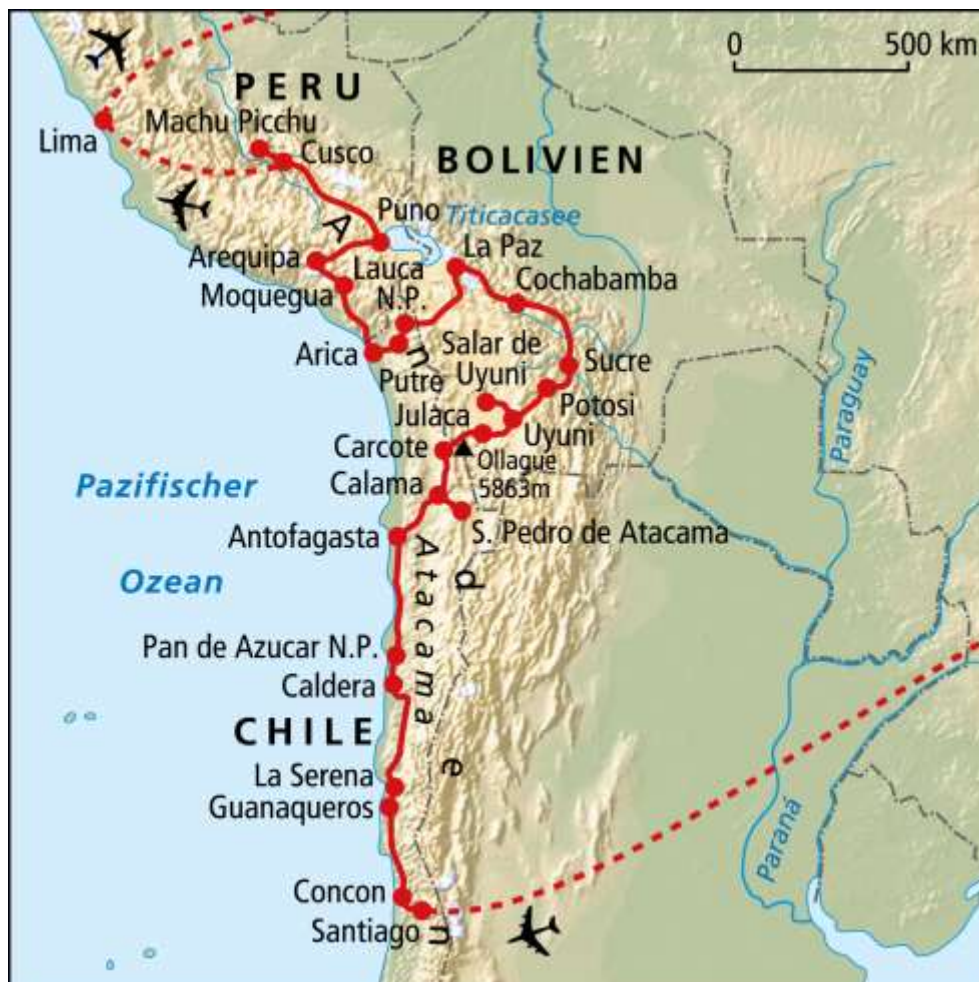 0 500 km
PERU
Machu Picchu
Lima
Cusco
BOLIVIEN
Puno
Titicacasee
Arequipa
Lauca
N.P.
La Paz
Moquegua
Cochabamba
Arica
Putre
Salar de
Uyuni
Sucre
Julaca
Potosi
Uyuni
Carcote
Ollague
5863m
Calama
S. Pedro de Atacama
Pazifischer
Ozean
Antofagasta
Atacama
Anden
Paraguay
Pan de Azucar N.P.
Caldera
CHILE
La Serena
Guanaqueros
Paraná
Concon
Santiago